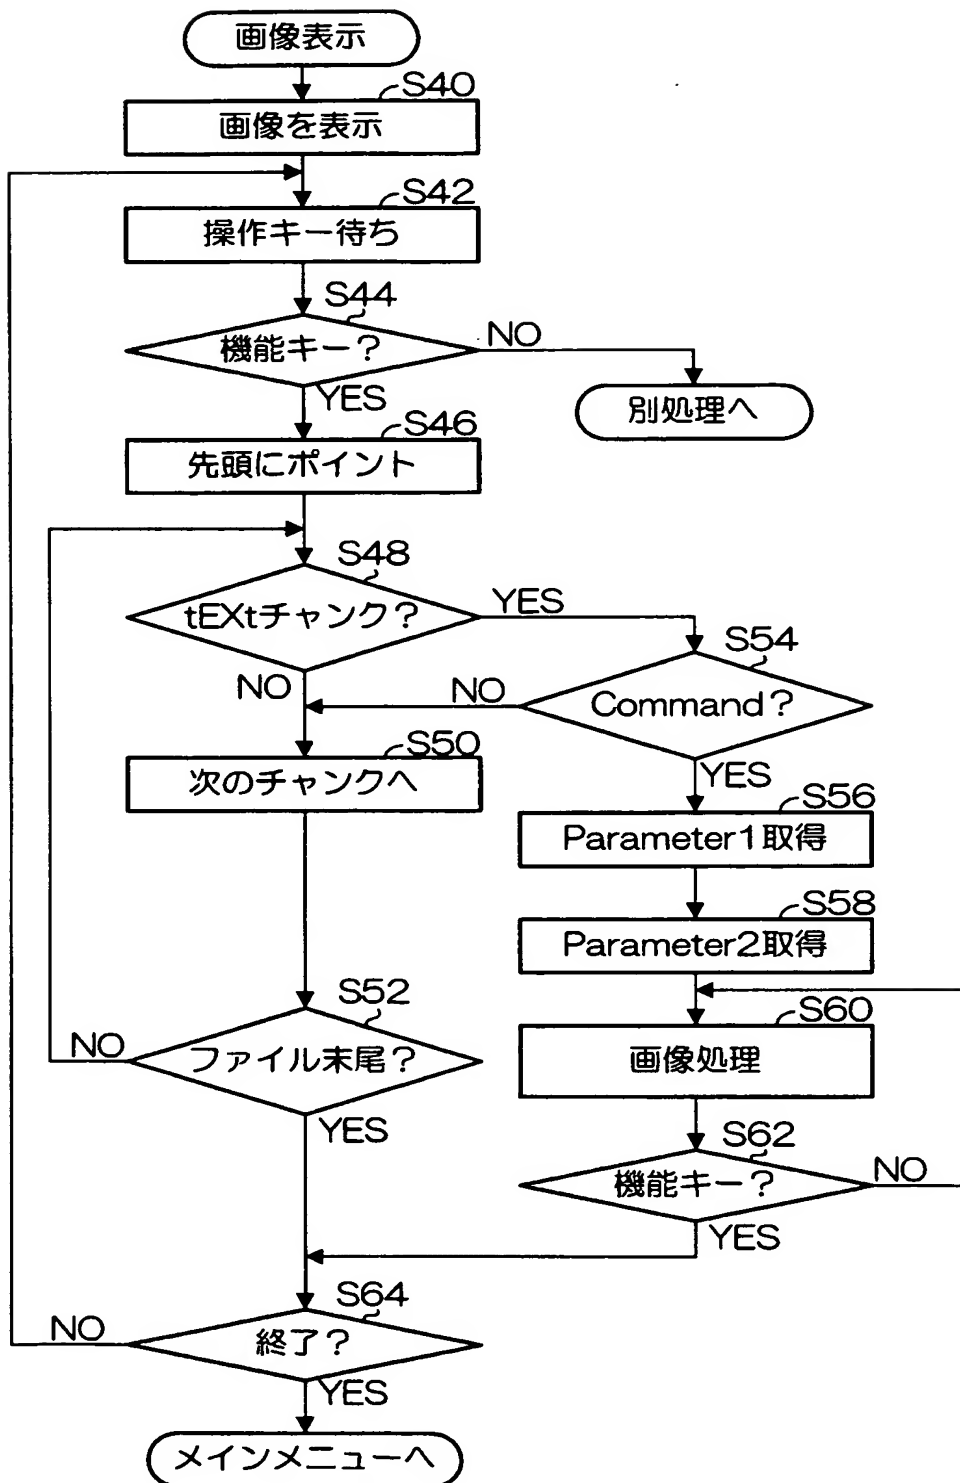 画像表示
S40
画像を表示
S42
操作キー待ち
S44
機能キー?
NO
YES
別処理へ
S46
先頭にポイント
S48
tEXtチャンク?
YES
NO
S54
Command?
NO
YES
S50
次のチャンクへ
S56
Parameter1取得
S58
Parameter2取得
S52
ファイル末尾?
NO
YES
S60
画像処理
S62
機能キー?
NO
YES
S64
終了?
NO
YES
メインメニューへ